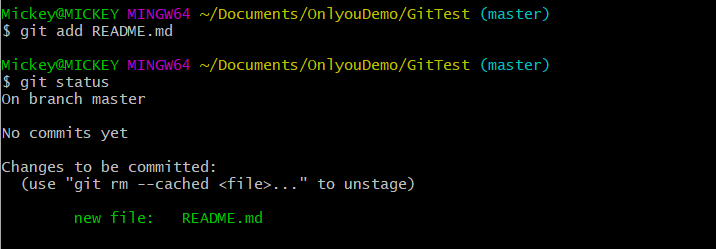 Mickey@MICKEY MINGW64 ~/Documents/OnlyouDemo/GitTest (master)
$ git add README.md
Mickey@MICKEY MINGW64 ~/Documents/OnlyouDemo/GitTest (master)
$ git status
On branch master
No commits yet
Changes to be committed:
  (use "git rm --cached <file>..." to unstage)
        new file:   README.md